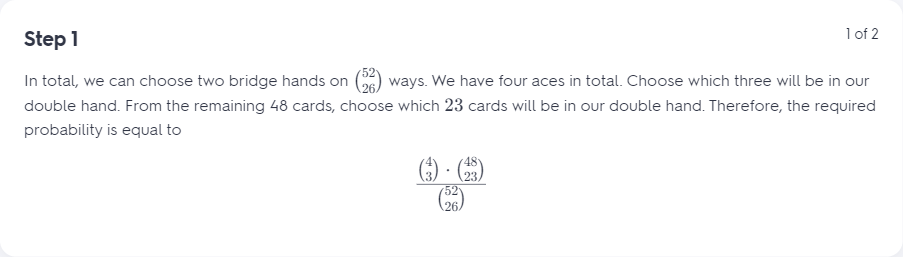 Step 1
1 of 2
In total, we can choose two bridge hands on (52 26) ways. We have four aces in total. Choose which three will be in our
double hand. From the remaining 48 cards, choose which 23 cards will be in our double hand. Therefore, the required
probability is equal to
(4 3) · (48 23)
(52 26)